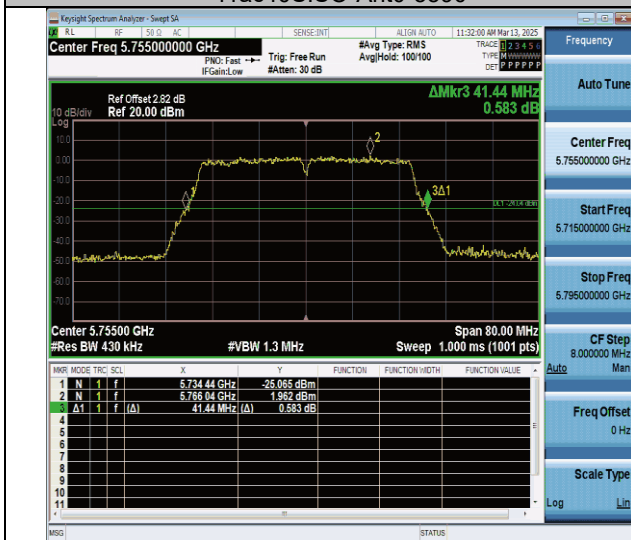 Keysight Spectrum Analyzer - Swept SA
RL RF 50 Ω AC SENSE:INT ALIGN AUTO 11:32:00 AM Mar 13, 2025
Center Freq 5.755000000 GHz
PNO: Fast
IFGain:Low
Trig: Free Run
#Atten: 30 dB
#Avg Type: RMS
Avg|Hold: 100/100
TRACE 1 2 3 4 5 6
TYPE M
DET P P P P P P
Frequency
Auto Tune
Center Freq
5.755000000 GHz
Start Freq
5.715000000 GHz
Stop Freq
5.795000000 GHz
CF Step
8.000000 MHz
Auto Man
Freq Offset
0 Hz
Scale Type
Log Lin
10 dB/div
Log
Ref Offset 2.82 dB
Ref 20.00 dBm
ΔMkr3 41.44 MHz
0.583 dB
10.0
0.00
-10.0
-20.0
-30.0
-40.0
-50.0
-60.0
-70.0
1
2
3Δ1
Center 5.75500 GHz Span 80.00 MHz
#Res BW 430 kHz #VBW 1.3 MHz Sweep 1.000 ms (1001 pts)
MKR MODE TRC SCL X Y FUNCTION FUNCTION WIDTH FUNCTION VALUE
1 N 1 f 5.734 44 GHz -25.065 dBm
2 N 1 f 5.766 04 GHz 1.962 dBm
3 Δ1 1 f (Δ) 41.44 MHz (Δ) 0.583 dB
4
5
6
7
8
9
10
11
MSG STATUS